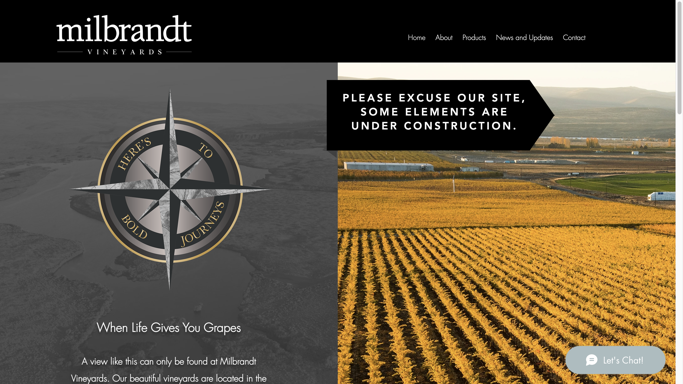 milbrandt
VINEYARDS
Home About Products News and Updates Contact
PLEASE EXCUSE OUR SITE,
SOME ELEMENTS ARE
UNDER CONSTRUCTION.
HERE'S TO
BOLD JOURNEYS
When Life Gives You Grapes
A view like this can only be found at Milbrandt
Vineyards. Our beautiful vineyards are located in the
Let's Chat!